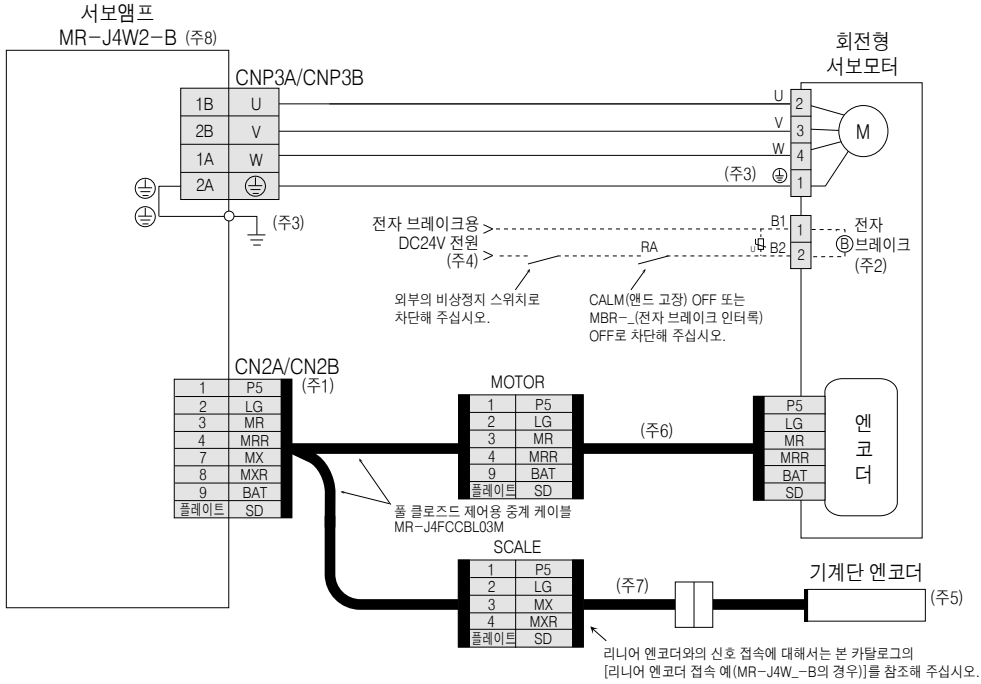 서보앰프
MR-J4W2-B (주8)
CNP3A/CNP3B
1B U
2B V
1A W
2A
(주3)
회전형
서보모터
U 2
V 3
W 4
(주3) 1
M
전자 브레이크용
DC24V 전원
(주4)
RA
U
B1 1
B2 2
B
전자
브레이크
(주2)
외부의 비상정지 스위치로
차단해 주십시오.
CALM(앤드 고장) OFF 또는
MBR-_(전자 브레이크 인터록)
OFF로 차단해 주십시오.
CN2A/CN2B
(주1)
1 P5
2 LG
3 MR
4 MRR
7 MX
8 MXR
9 BAT
플레이트 SD
MOTOR
1 P5
2 LG
3 MR
4 MRR
9 BAT
플레이트 SD
(주6)
P5
LG
MR
MRR
BAT
SD
엔
코
더
풀 클로즈드 제어용 중계 케이블
MR-J4FCCBL03M
SCALE
1 P5
2 LG
3 MX
4 MXR
플레이트 SD
(주7)
기계단 엔코더
(주5)
리니어 엔코더와의 신호 접속에 대해서는 본 카탈로그의
[리니어 엔코더 접속 예(MR-J4W_-B의 경우)]를 참조해 주십시오.